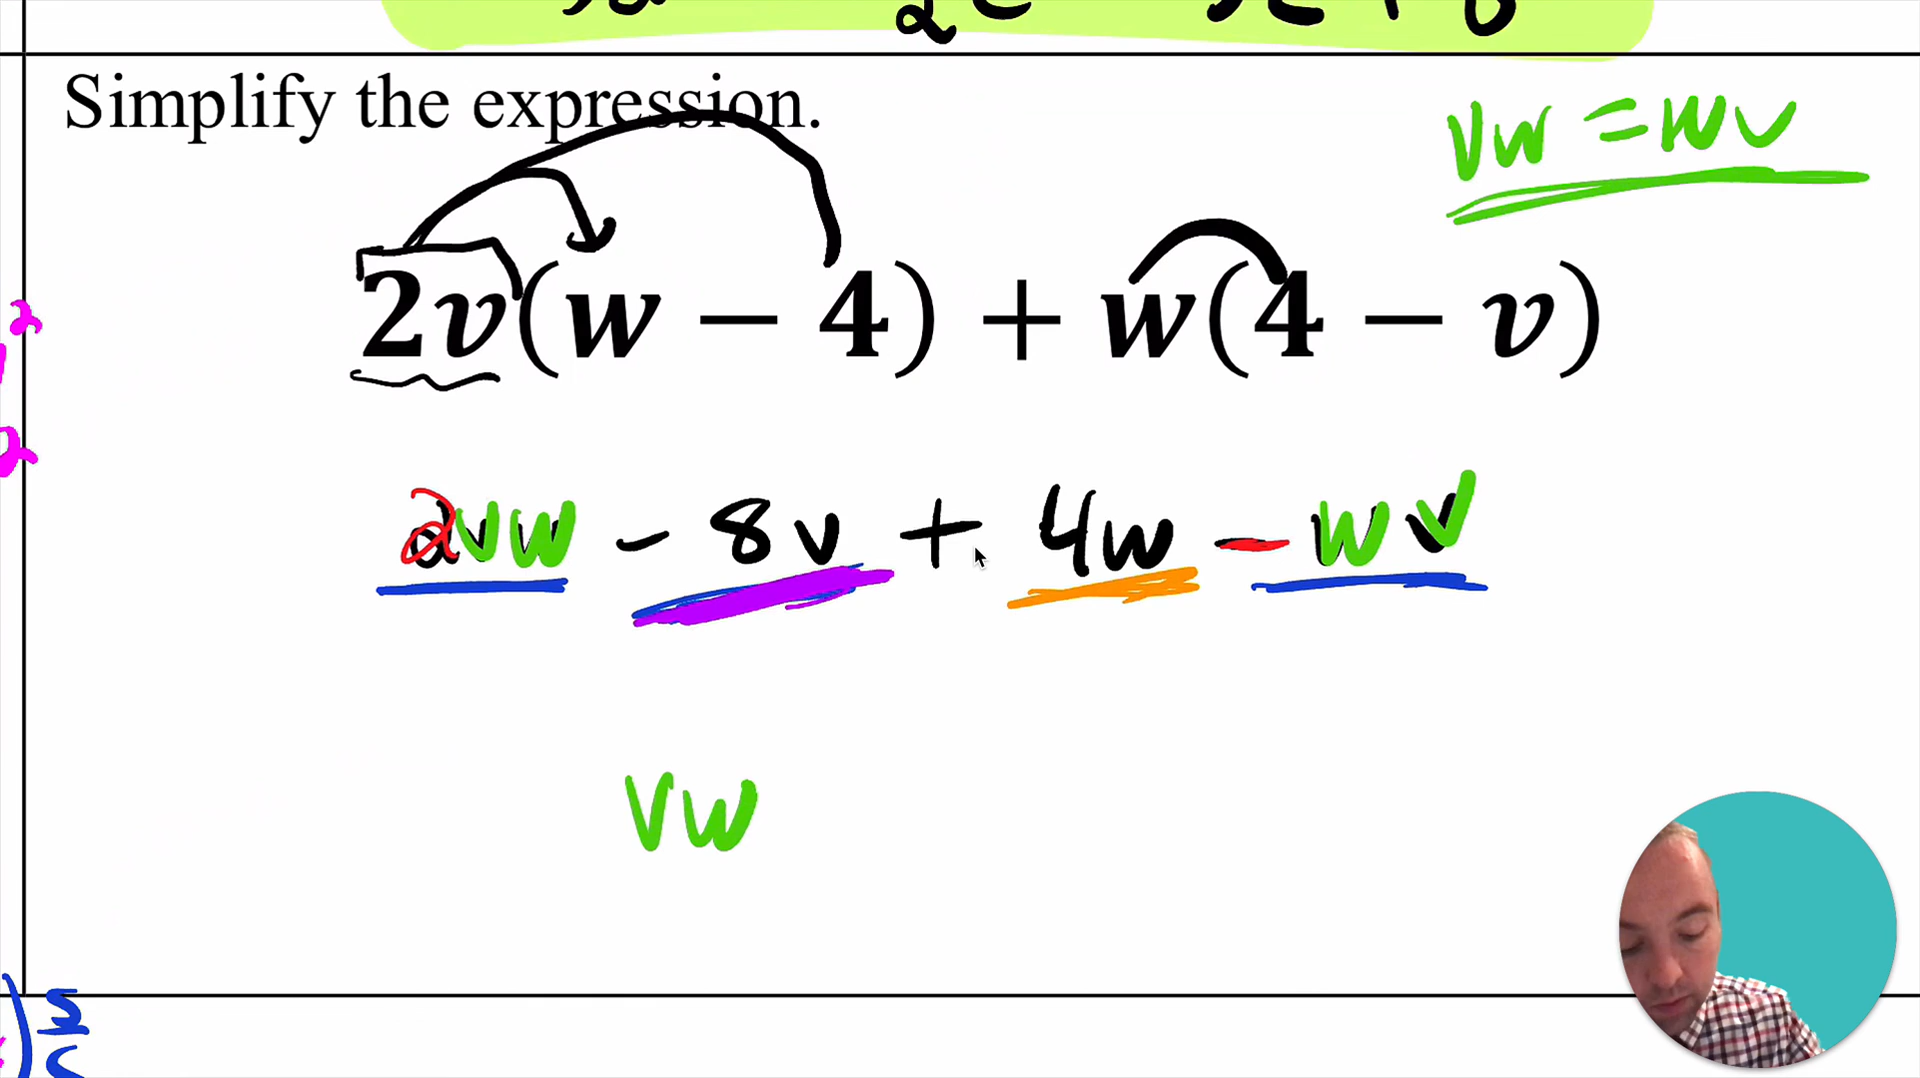 Simplify the expression.
vw = wv
2v(w − 4) + w(4 − v)
2vw - 8v + 4w - wv
vw